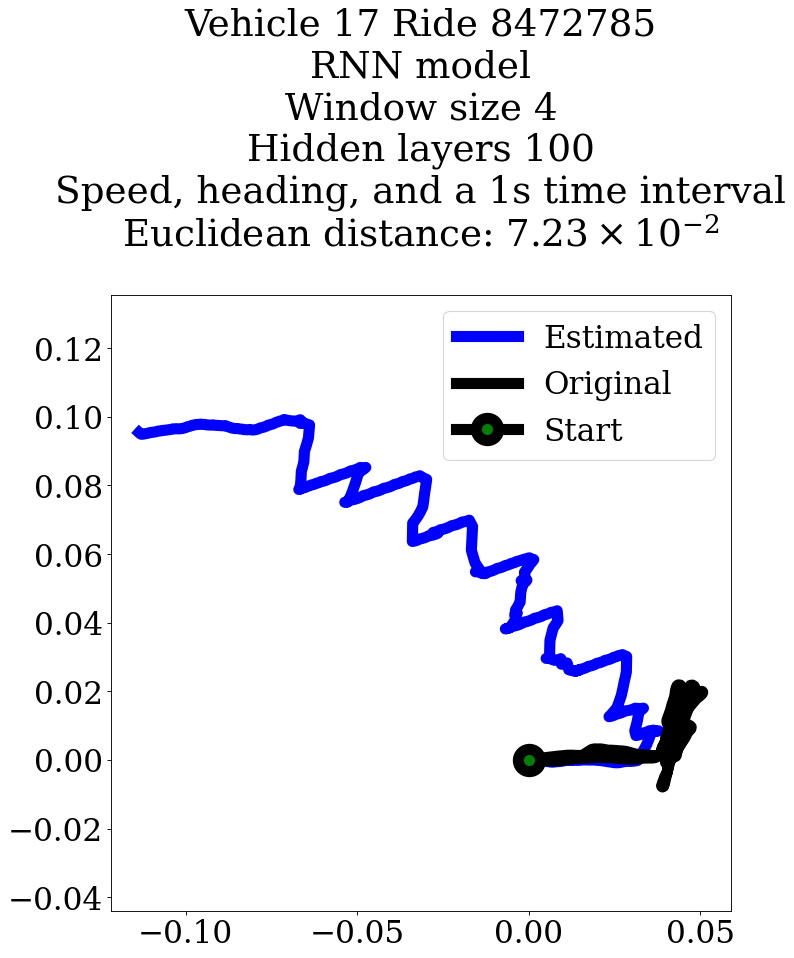 Vehicle 17 Ride 8472785
RNN model
Window size 4
Hidden layers 100
Speed, heading, and a 1s time interval
Euclidean distance: 7.23 × 10⁻²
Estimated
Original
Start
0.12
0.10
0.08
0.06
0.04
0.02
0.00
−0.02
−0.04
−0.10 −0.05 0.00 0.05